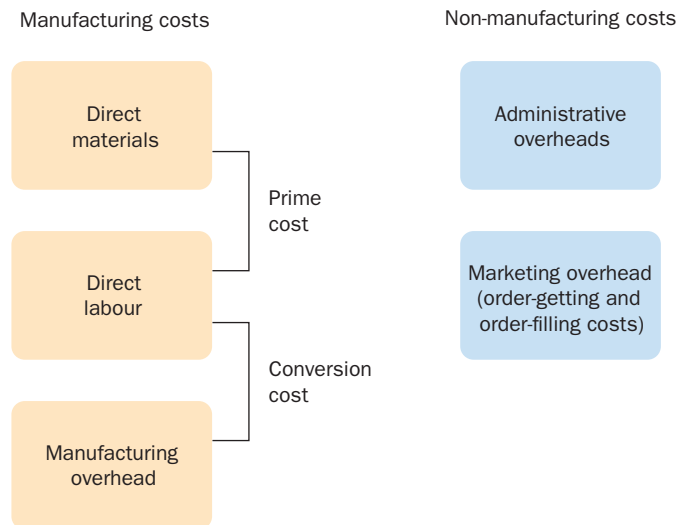 Manufacturing costs
Non-manufacturing costs
Direct
materials
Administrative
overheads
Prime
cost
Direct
labour
Marketing overhead
(order-getting and
order-filling costs)
Conversion
cost
Manufacturing
overhead